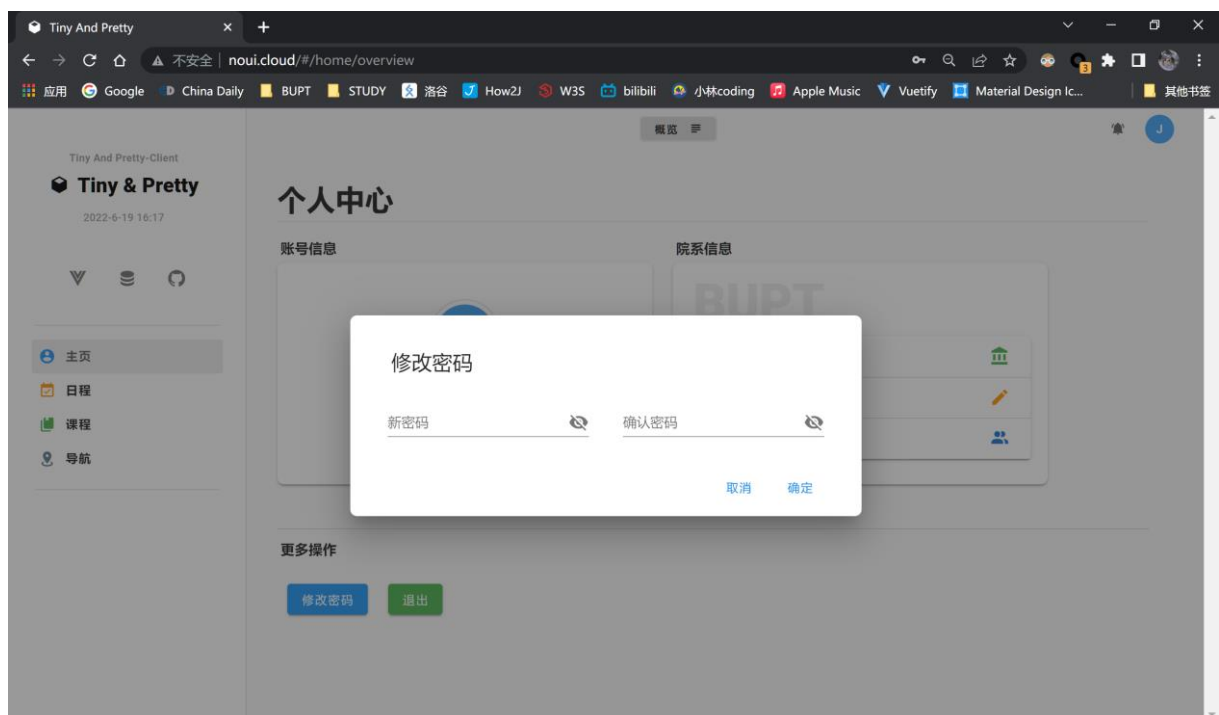 Tiny And Pretty
不安全 | noui.cloud/#/home/overview
3
应用 Google China Daily BUPT STUDY 洛谷 How2J W3S bilibili 小林coding Apple Music Vuetify Material Design Ic... 其他书签
概览
J
Tiny And Pretty-Client
Tiny & Pretty
2022-6-19 16:17
主页
日程
课程
导航
个人中心
账号信息
院系信息
BUPT
修改密码
新密码 确认密码
取消 确定
更多操作
修改密码 退出